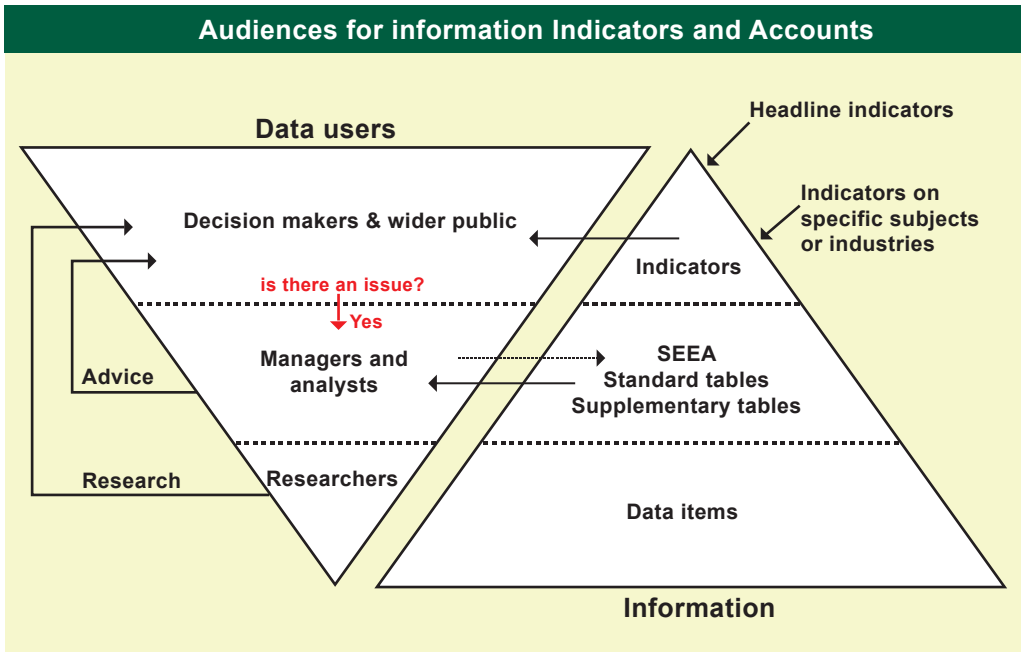 Audiences for information Indicators and Accounts
Data users
Headline indicators
Indicators on
specific subjects
or industries
Decision makers & wider public
Indicators
is there an issue?
Yes
Managers and
analysts
SEEA
Standard tables
Supplementary tables
Advice
Research
Researchers
Data items
Information